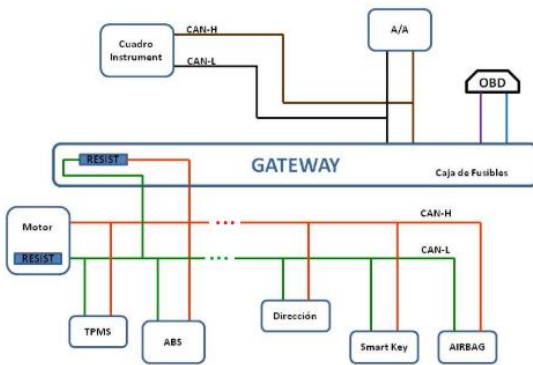 CAN-H
Cuadro
Instrument
CAN-L
A/A
OBD
RESIST
GATEWAY
Caja de Fusibles
Motor
RESIST
CAN-H
CAN-L
TPMS
ABS
Dirección
Smart Key
AIRBAG